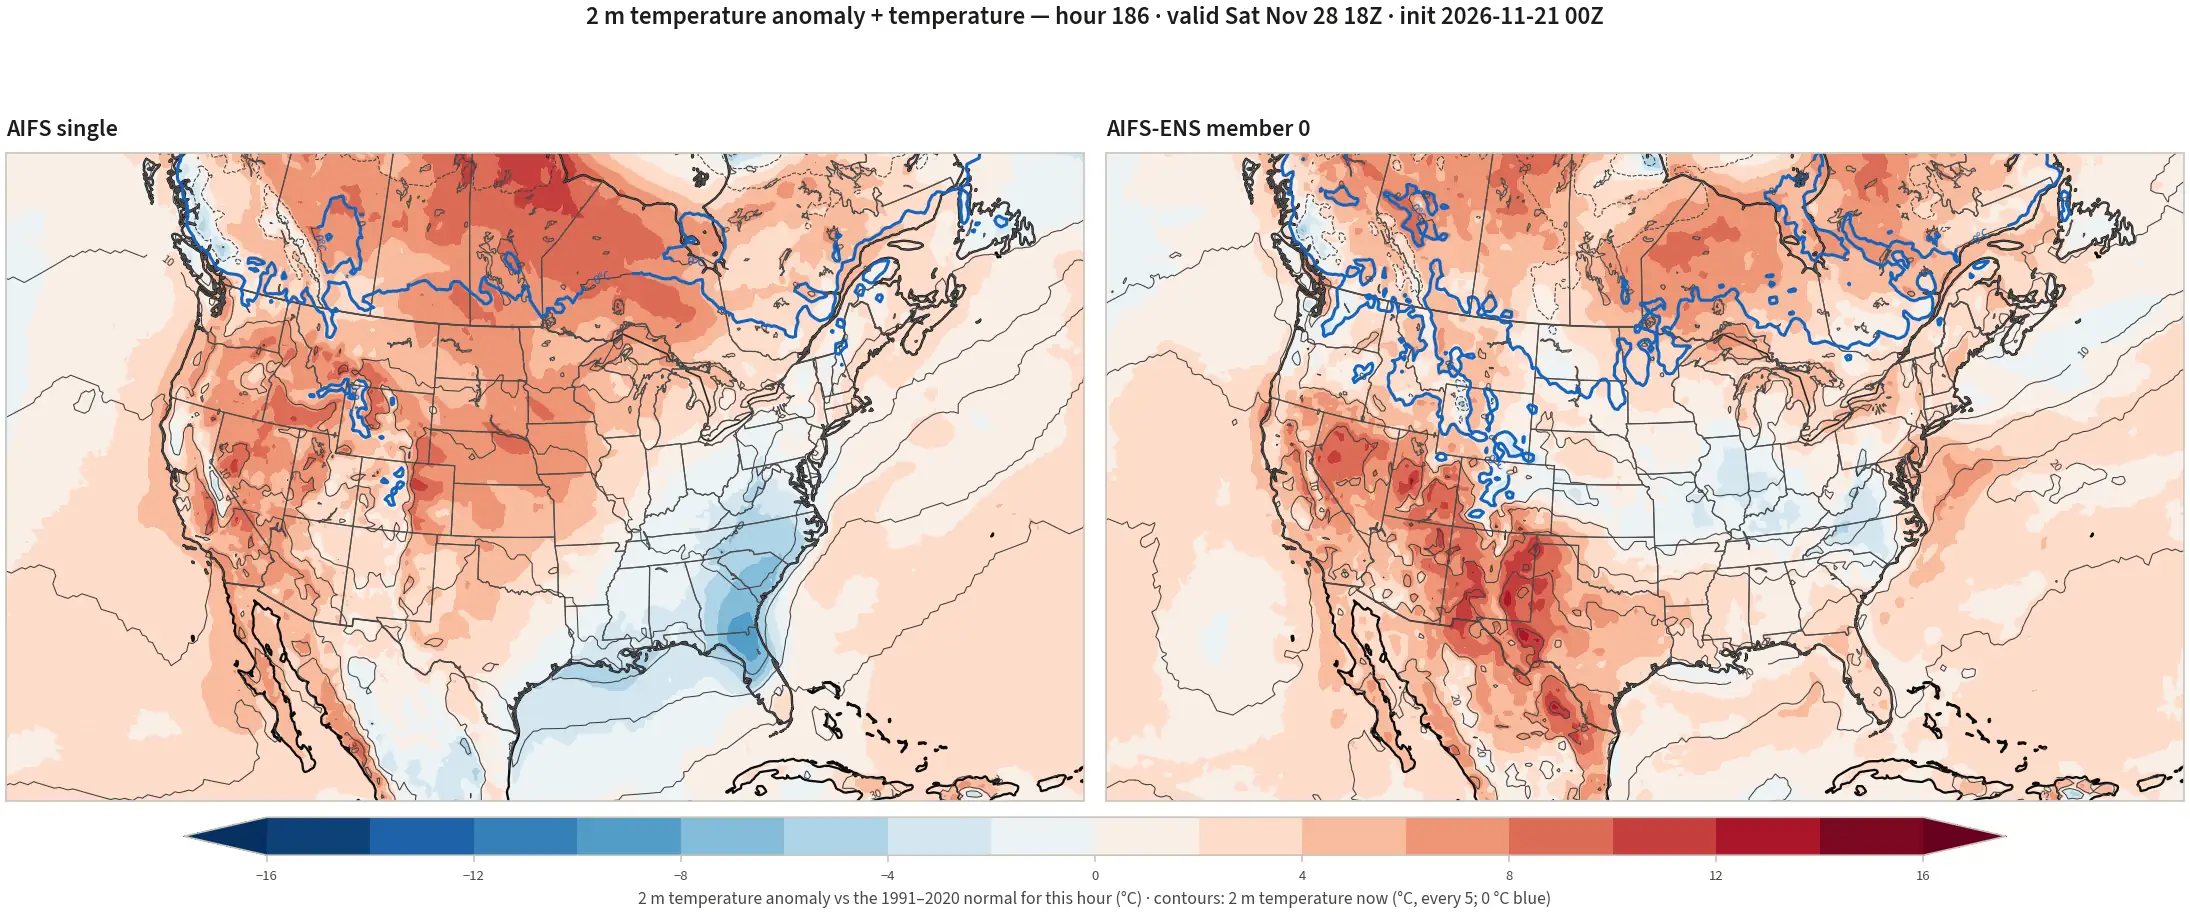 2 m temperature anomaly + temperature — hour 186 · valid Sat Nov 28 18Z · init 2026-11-21 00Z
AIFS single
AIFS-ENS member 0
−16 −12 −8 −4 0 4 8 12 16
2 m temperature anomaly vs the 1991–2020 normal for this hour (°C) · contours: 2 m temperature now (°C, every 5; 0 °C blue)